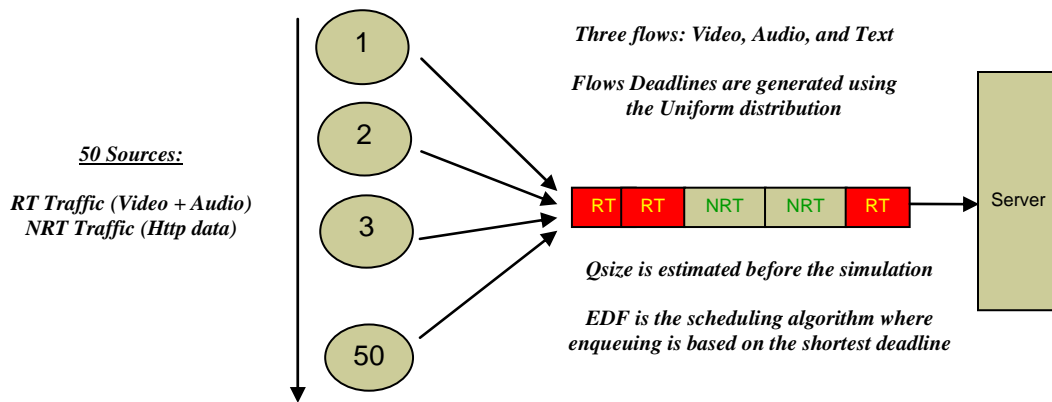 50 Sources:
RT Traffic (Video + Audio)
NRT Traffic (Http data)
1
2
3
50
Three flows: Video, Audio, and Text
Flows Deadlines are generated using
the Uniform distribution
RT RT NRT NRT RT
Qsize is estimated before the simulation
EDF is the scheduling algorithm where
enqueuing is based on the shortest deadline
Server